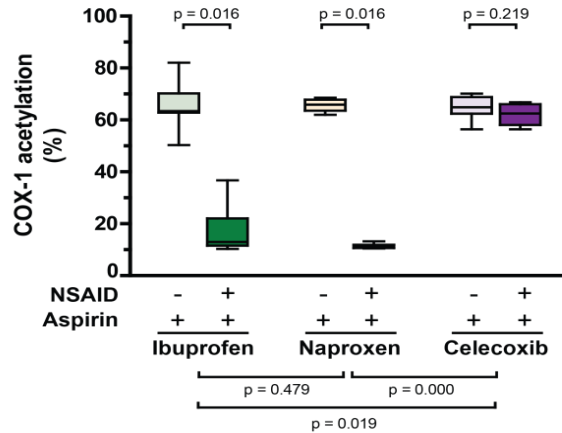 p = 0.016 p = 0.016 p = 0.219
COX-1 acetylation
(%)
100
80
60
40
20
0
NSAID - + - + - +
Aspirin + + + + + +
Ibuprofen Naproxen Celecoxib
p = 0.479 p = 0.000
p = 0.019